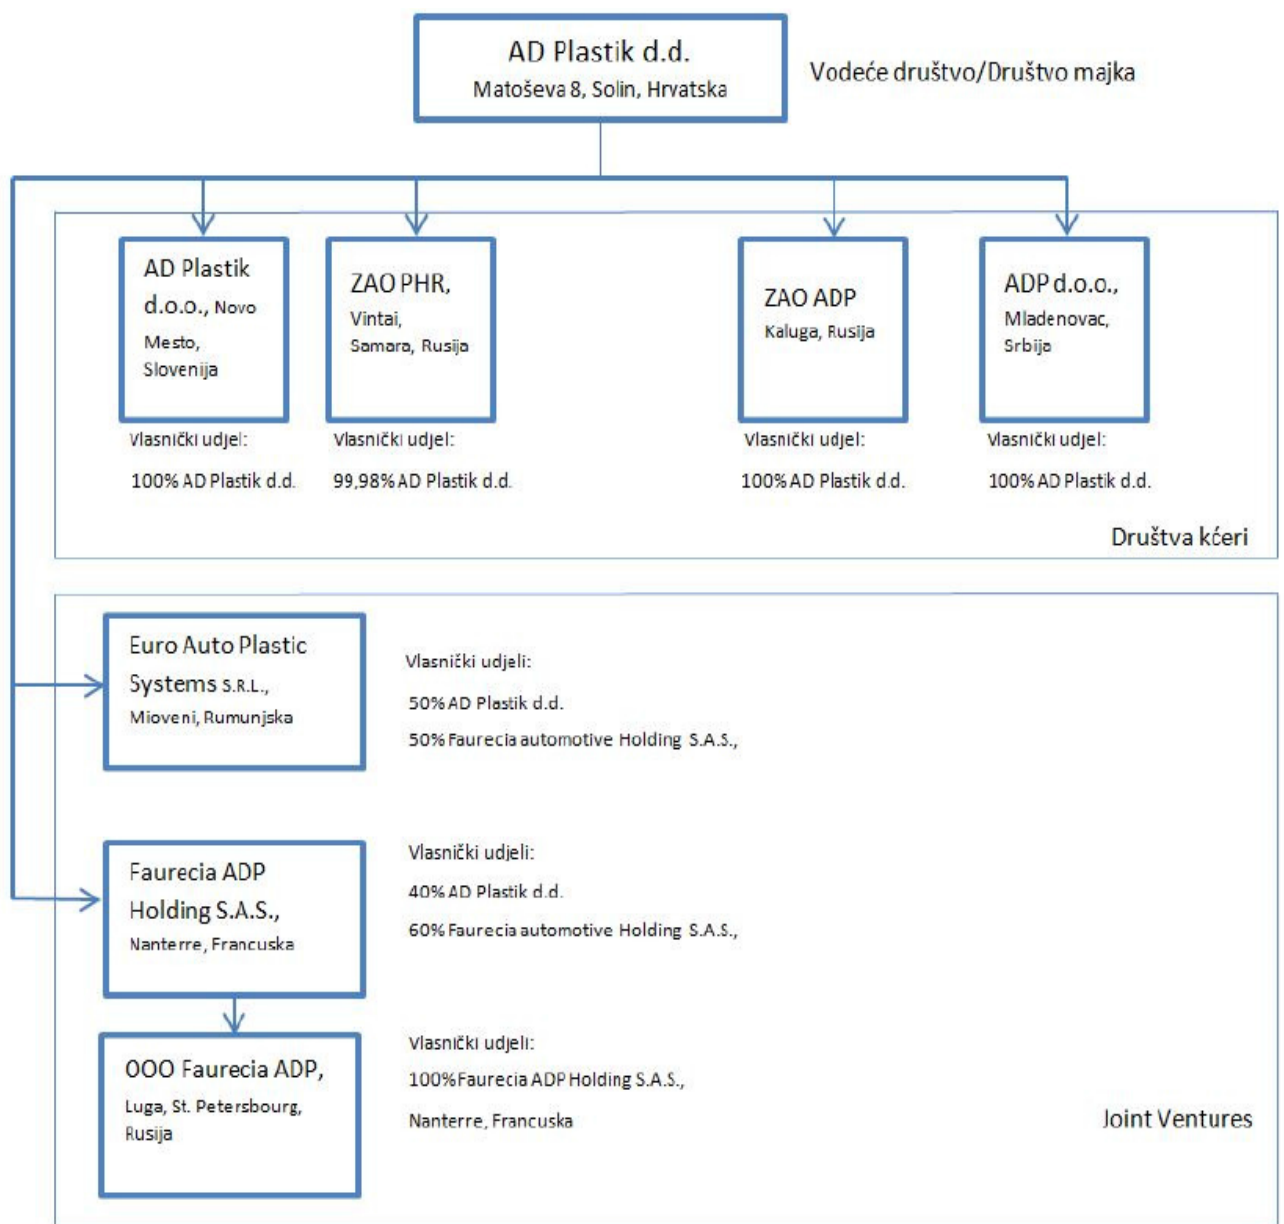 AD Plastik d.d.
Matoševa 8, Solin, Hrvatska
Vodeće društvo/Društvo majka
AD Plastik
d.o.o., Novo
Mesto,
Slovenija
Vlasnički udjel:
100% AD Plastik d.d.
ZAO PHR,
Vintai,
Samara, Rusija
Vlasnički udjel:
99,98% AD Plastik d.d.
ZAO ADP
Kaluga, Rusija
Vlasnički udjel:
100% AD Plastik d.d.
ADP d.o.o.,
Mladenovac,
Srbija
Vlasnički udjel:
100% AD Plastik d.d.
Društva kćeri
Euro Auto Plastic
Systems S.R.L.,
Mioveni, Rumunjska
Vlasnički udjeli:
50% AD Plastik d.d.
50% Faurecia automotive Holding S.A.S.,
Faurecia ADP
Holding S.A.S.,
Nanterre, Francuska
Vlasnički udjeli:
40% AD Plastik d.d.
60% Faurecia automotive Holding S.A.S.,
OOO Faurecia ADP,
Luga, St. Petersbourg,
Rusija
Vlasnički udjeli:
100% Faurecia ADP Holding S.A.S.,
Nanterre, Francuska
Joint Ventures